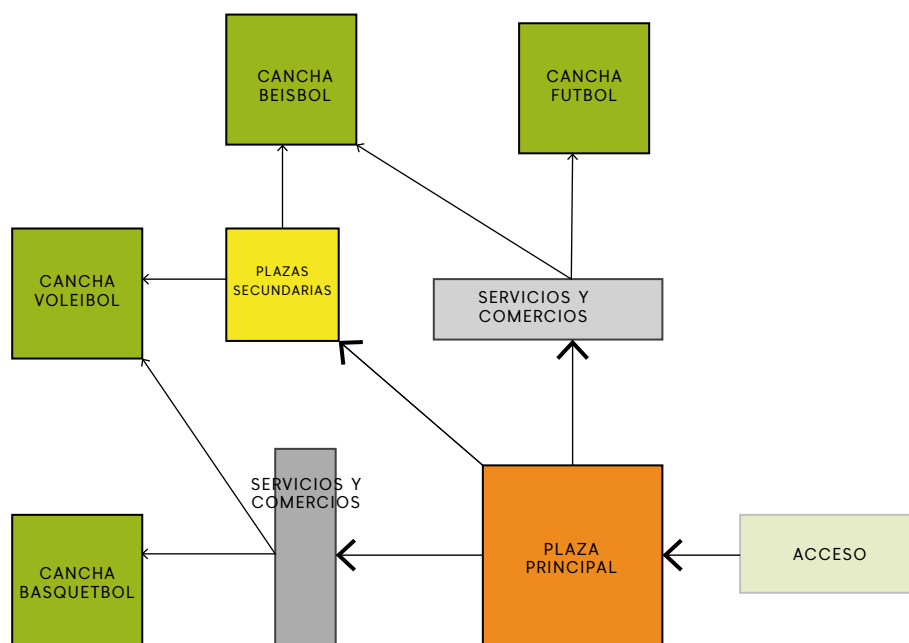 CANCHA
BEISBOL
CANCHA
FUTBOL
PLAZAS
SECUNDARIAS
CANCHA
VOLEIBOL
SERVICIOS Y
COMERCIOS
SERVICIOS Y
COMERCIOS
PLAZA
PRINCIPAL
ACCESO
CANCHA
BASQUETBOL